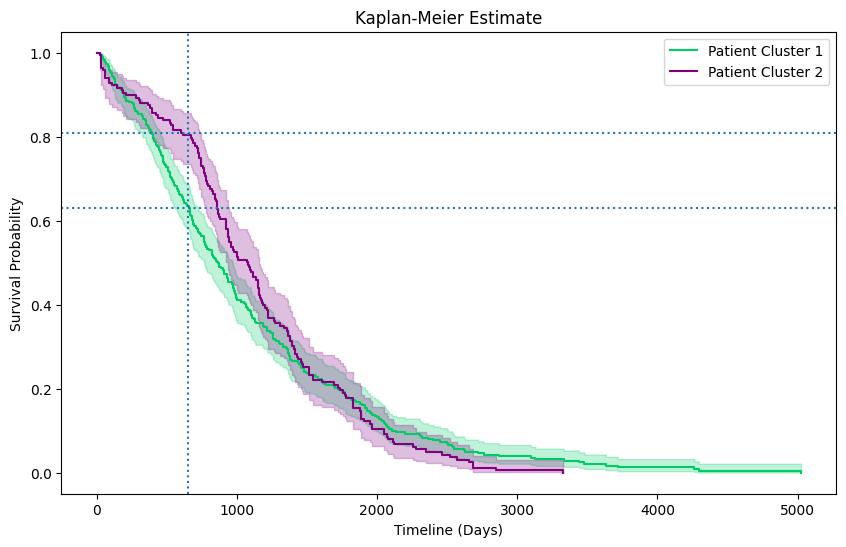 Kaplan-Meier Estimate
Patient Cluster 1
Patient Cluster 2
1.0
0.8
0.6
0.4
0.2
0.0
Survival Probability
0 1000 2000 3000 4000 5000
Timeline (Days)